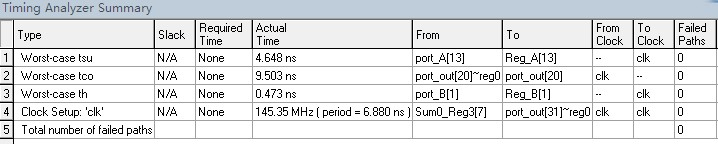 Timing Analyzer Summary
Type Slack Required Time Actual Time From To From Clock To Clock Failed Paths
1 Worst-case tsu N/A None 4.648 ns port_A[13] Reg_A[13] -- clk 0
2 Worst-case tco N/A None 9.503 ns port_out[20]~reg0 port_out[20] clk -- 0
3 Worst-case th N/A None 0.473 ns port_B[1] Reg_B[1] -- clk 0
4 Clock Setup: 'clk' N/A None 145.35 MHz ( period = 6.880 ns ) Sum0_Reg3[7] port_out[31]~reg0 clk clk 0
5 Total number of failed paths 0